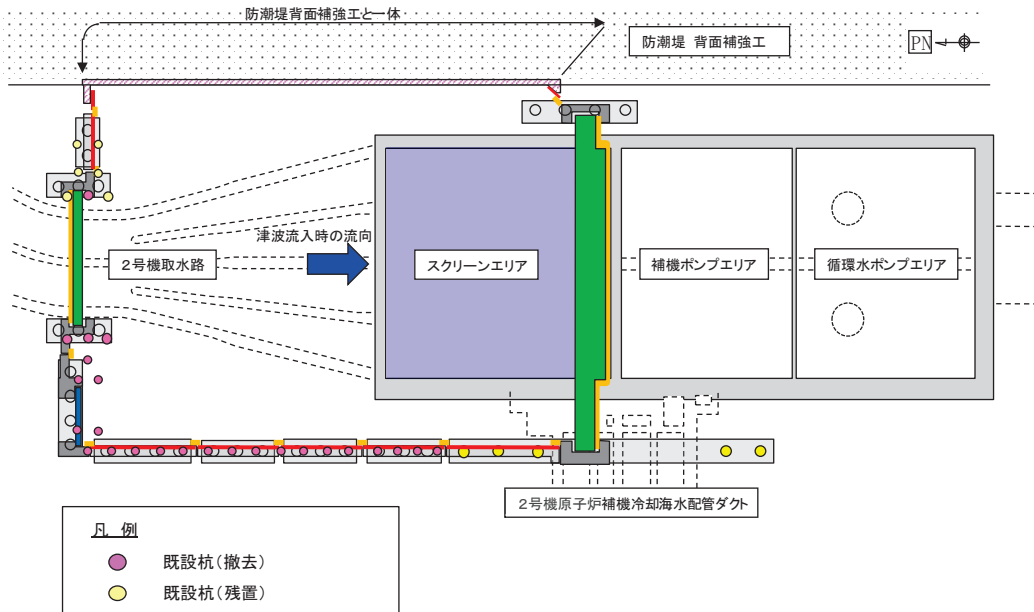 防潮堤背面補強工と一体
防潮堤 背面補強工
PN
津波流入時の流向
2号機取水路
スクリーンエリア
補機ポンプエリア
循環水ポンプエリア
2号機原子炉補機冷却海水配管ダクト
凡 例
既設杭(撤去)
既設杭(残置)